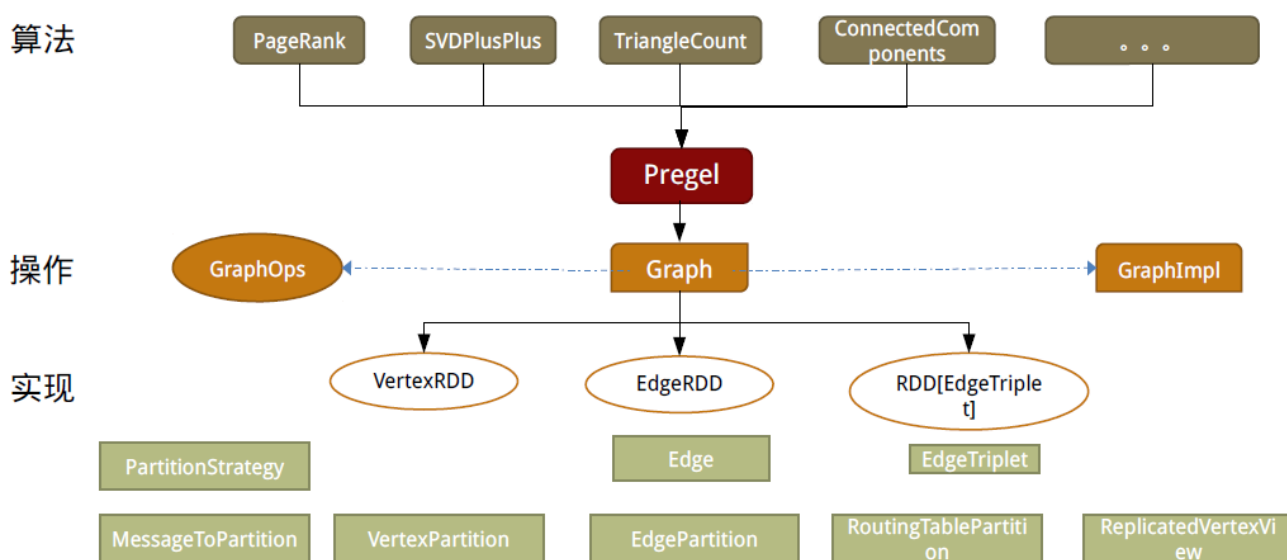 算法
PageRank
SVDPlusPlus
TriangleCount
ConnectedCom
ponents
。。。
Pregel
操作
GraphOps
Graph
GraphImpl
实现
VertexRDD
EdgeRDD
RDD[EdgeTriple
t]
PartitionStrategy
Edge
EdgeTriplet
MessageToPartition
VertexPartition
EdgePartition
RoutingTablePartiti
on
ReplicatedVertexVi
ew